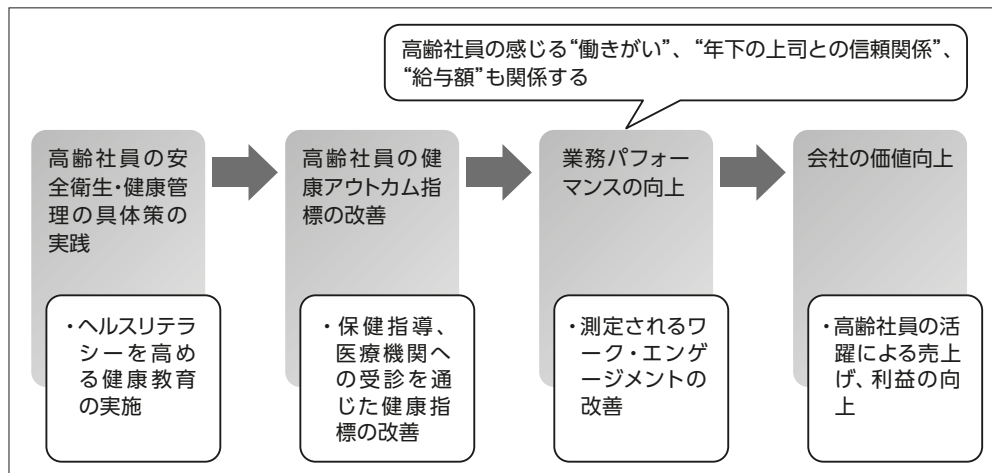 高齢社員の感じる“働きがい”、“年下の上司との信頼関係”、
“給与額”も関係する
高齢社員の安
全衛生・健康管
理の具体策の
実践
高齢社員の健
康アウトカム指
標の改善
業務パフォー
マンスの向上
会社の価値向上
・ヘルスリテラ
シーを高め
る健康教育
の実施
・保健指導、
医療機関へ
の受診を通
じた健康指
標の改善
・測定されるワ
ーク・エンゲ
ージメントの
改善
・高齢社員の活
躍による売上
げ、利益の向
上